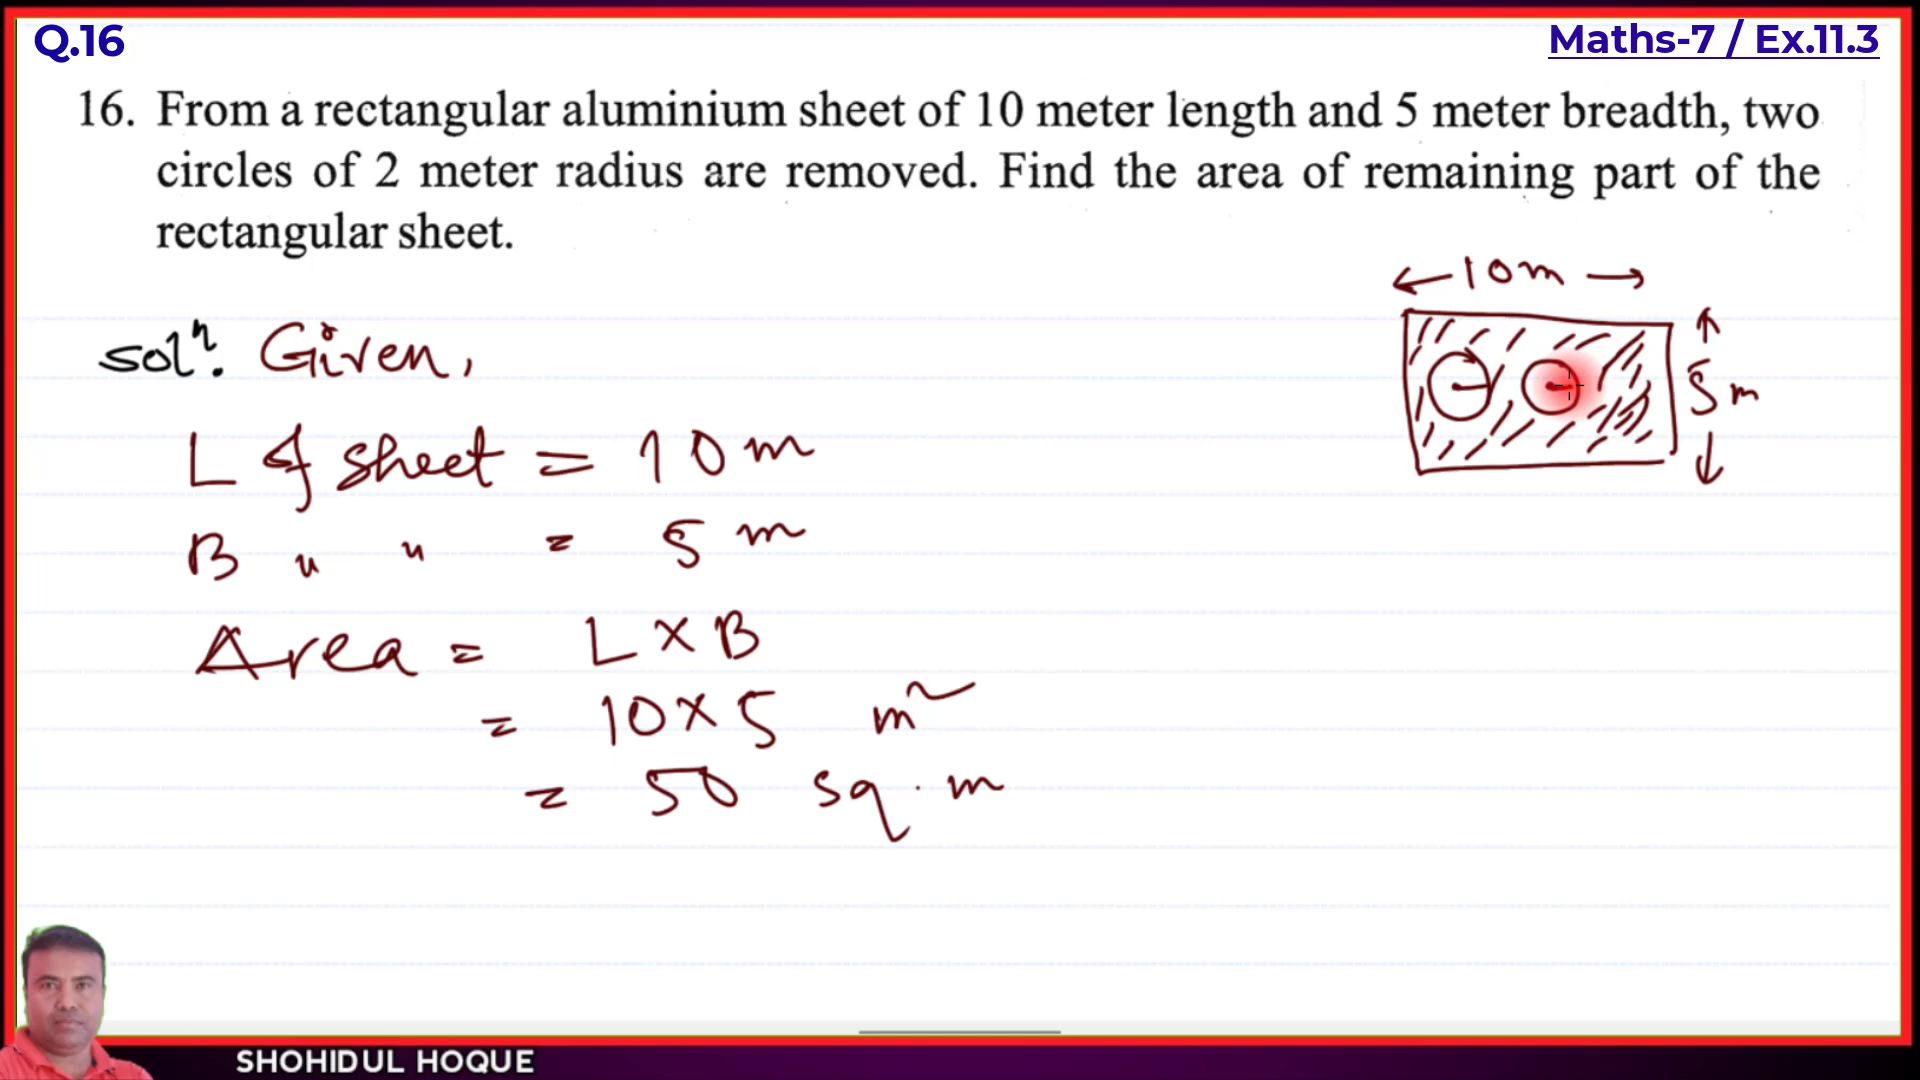 Q.16
Maths-7 / Ex.11.3
16. From a rectangular aluminium sheet of 10 meter length and 5 meter breadth, two
circles of 2 meter radius are removed. Find the area of remaining part of the
rectangular sheet.
← 10m →
5 m
solⁿ. Given,
L of sheet = 10 m
B " " = 5 m
Area = L × B
= 10 × 5 m²
= 50 sq. m
SHOHIDUL HOQUE